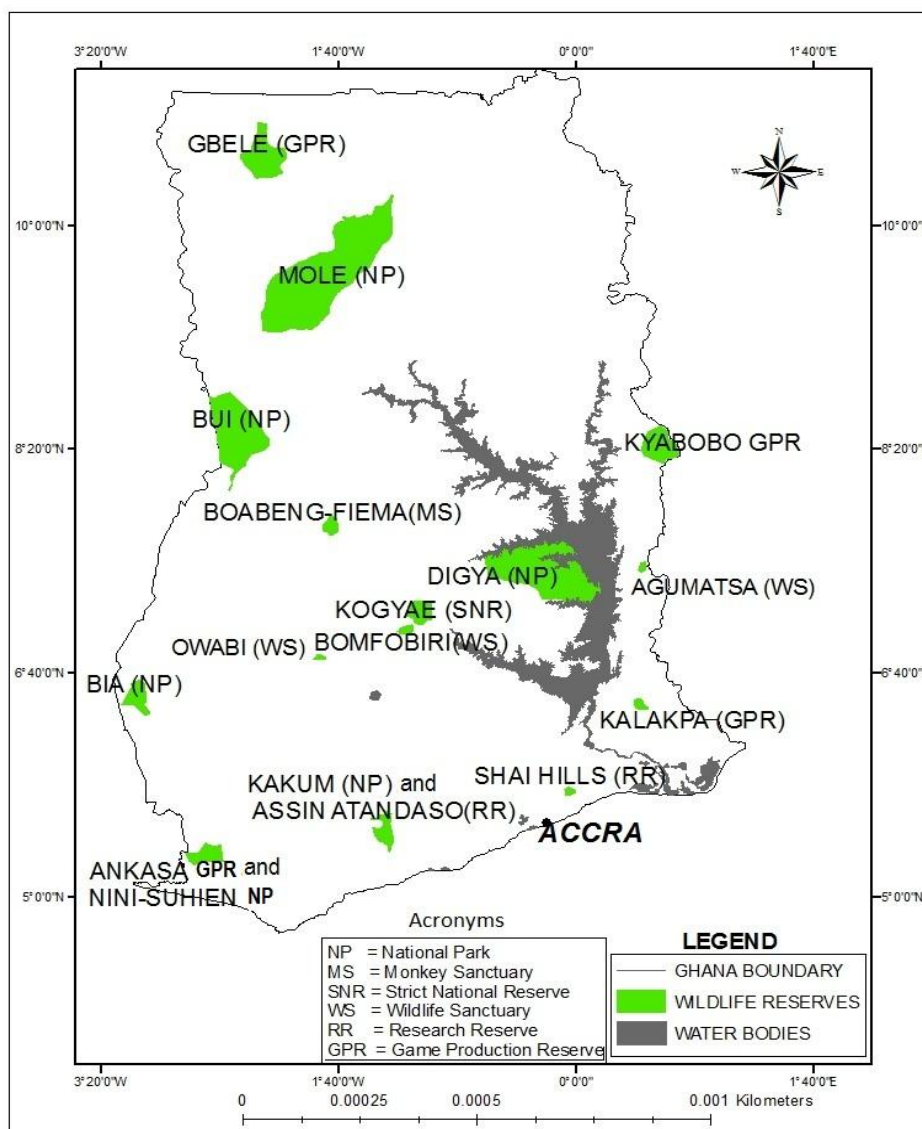 3°20'0"W 1°40'0"W 0°0'0" 1°40'0"E
N
W E
S
GBELE (GPR)
10°0'0"N 10°0'0"N
MOLE (NP)
BUI (NP)
KYABOBO GPR
8°20'0"N 8°20'0"N
BOABENG-FIEMA(MS)
DIGYA (NP)
AGUMATSA (WS)
KOGYAE (SNR)
OWABI (WS) BOMFOBIRI(WS)
6°40'0"N 6°40'0"N
BIA (NP)
KALAKPA (GPR)
SHAI HILLS (RR)
KAKUM (NP) and
ASSIN ATANDASO(RR)
ACCRA
ANKASA GPR and
NINI-SUHIEN NP
5°0'0"N 5°0'0"N
Acronyms
NP = National Park
MS = Monkey Sanctuary
SNR = Strict National Reserve
WS = Wildlife Sanctuary
RR = Research Reserve
GPR = Game Production Reserve
LEGEND
GHANA BOUNDARY
WILDLIFE RESERVES
WATER BODIES
3°20'0"W 1°40'0"W 0°0'0" 1°40'0"E
0 0.00025 0.0005 0.001 Kilometers